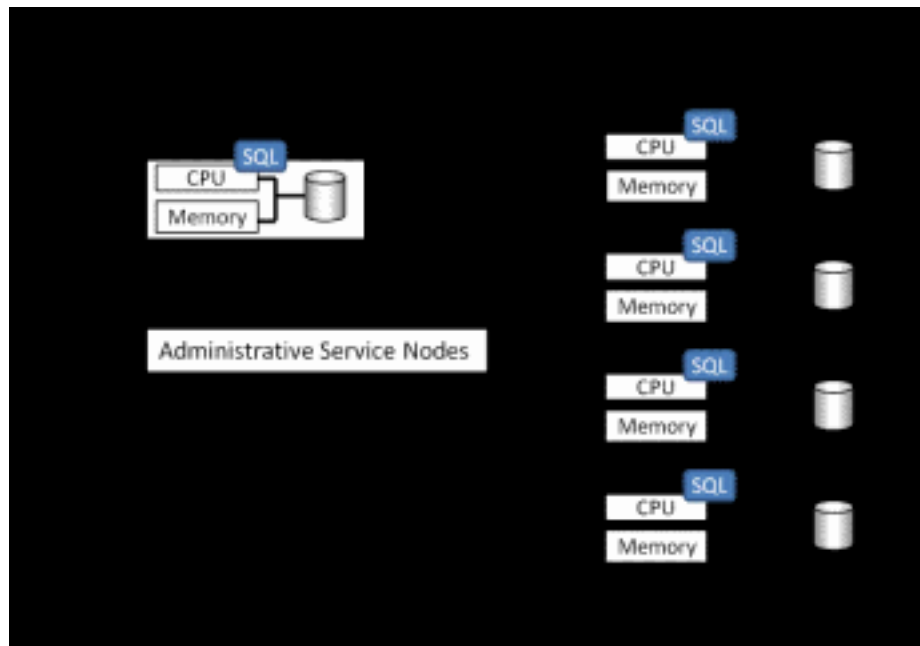 SQL
CPU
Memory
Administrative Service Nodes
SQL
CPU
Memory
SQL
CPU
Memory
SQL
CPU
Memory
SQL
CPU
Memory